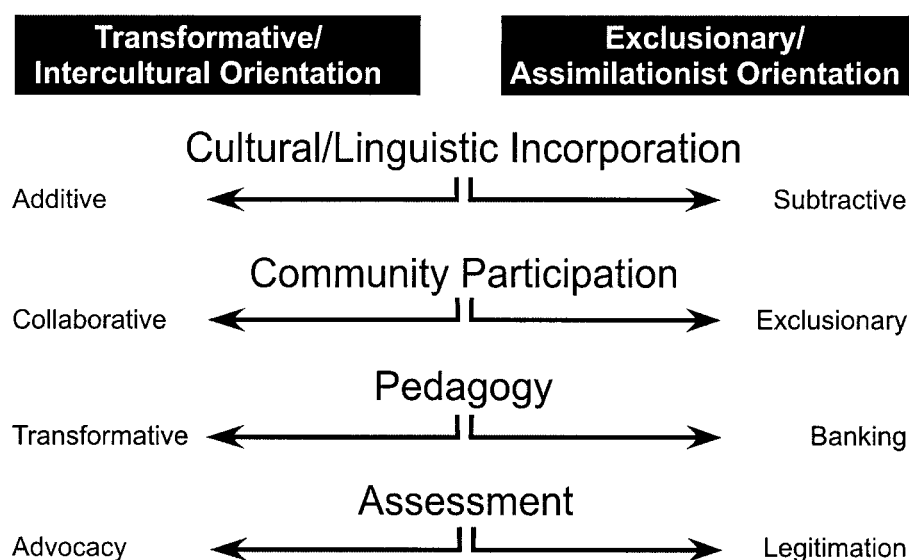 Transformative/
Intercultural Orientation
Exclusionary/
Assimilationist Orientation
Cultural/Linguistic Incorporation
Additive
Subtractive
Community Participation
Collaborative
Exclusionary
Pedagogy
Transformative
Banking
Assessment
Advocacy
Legitimation